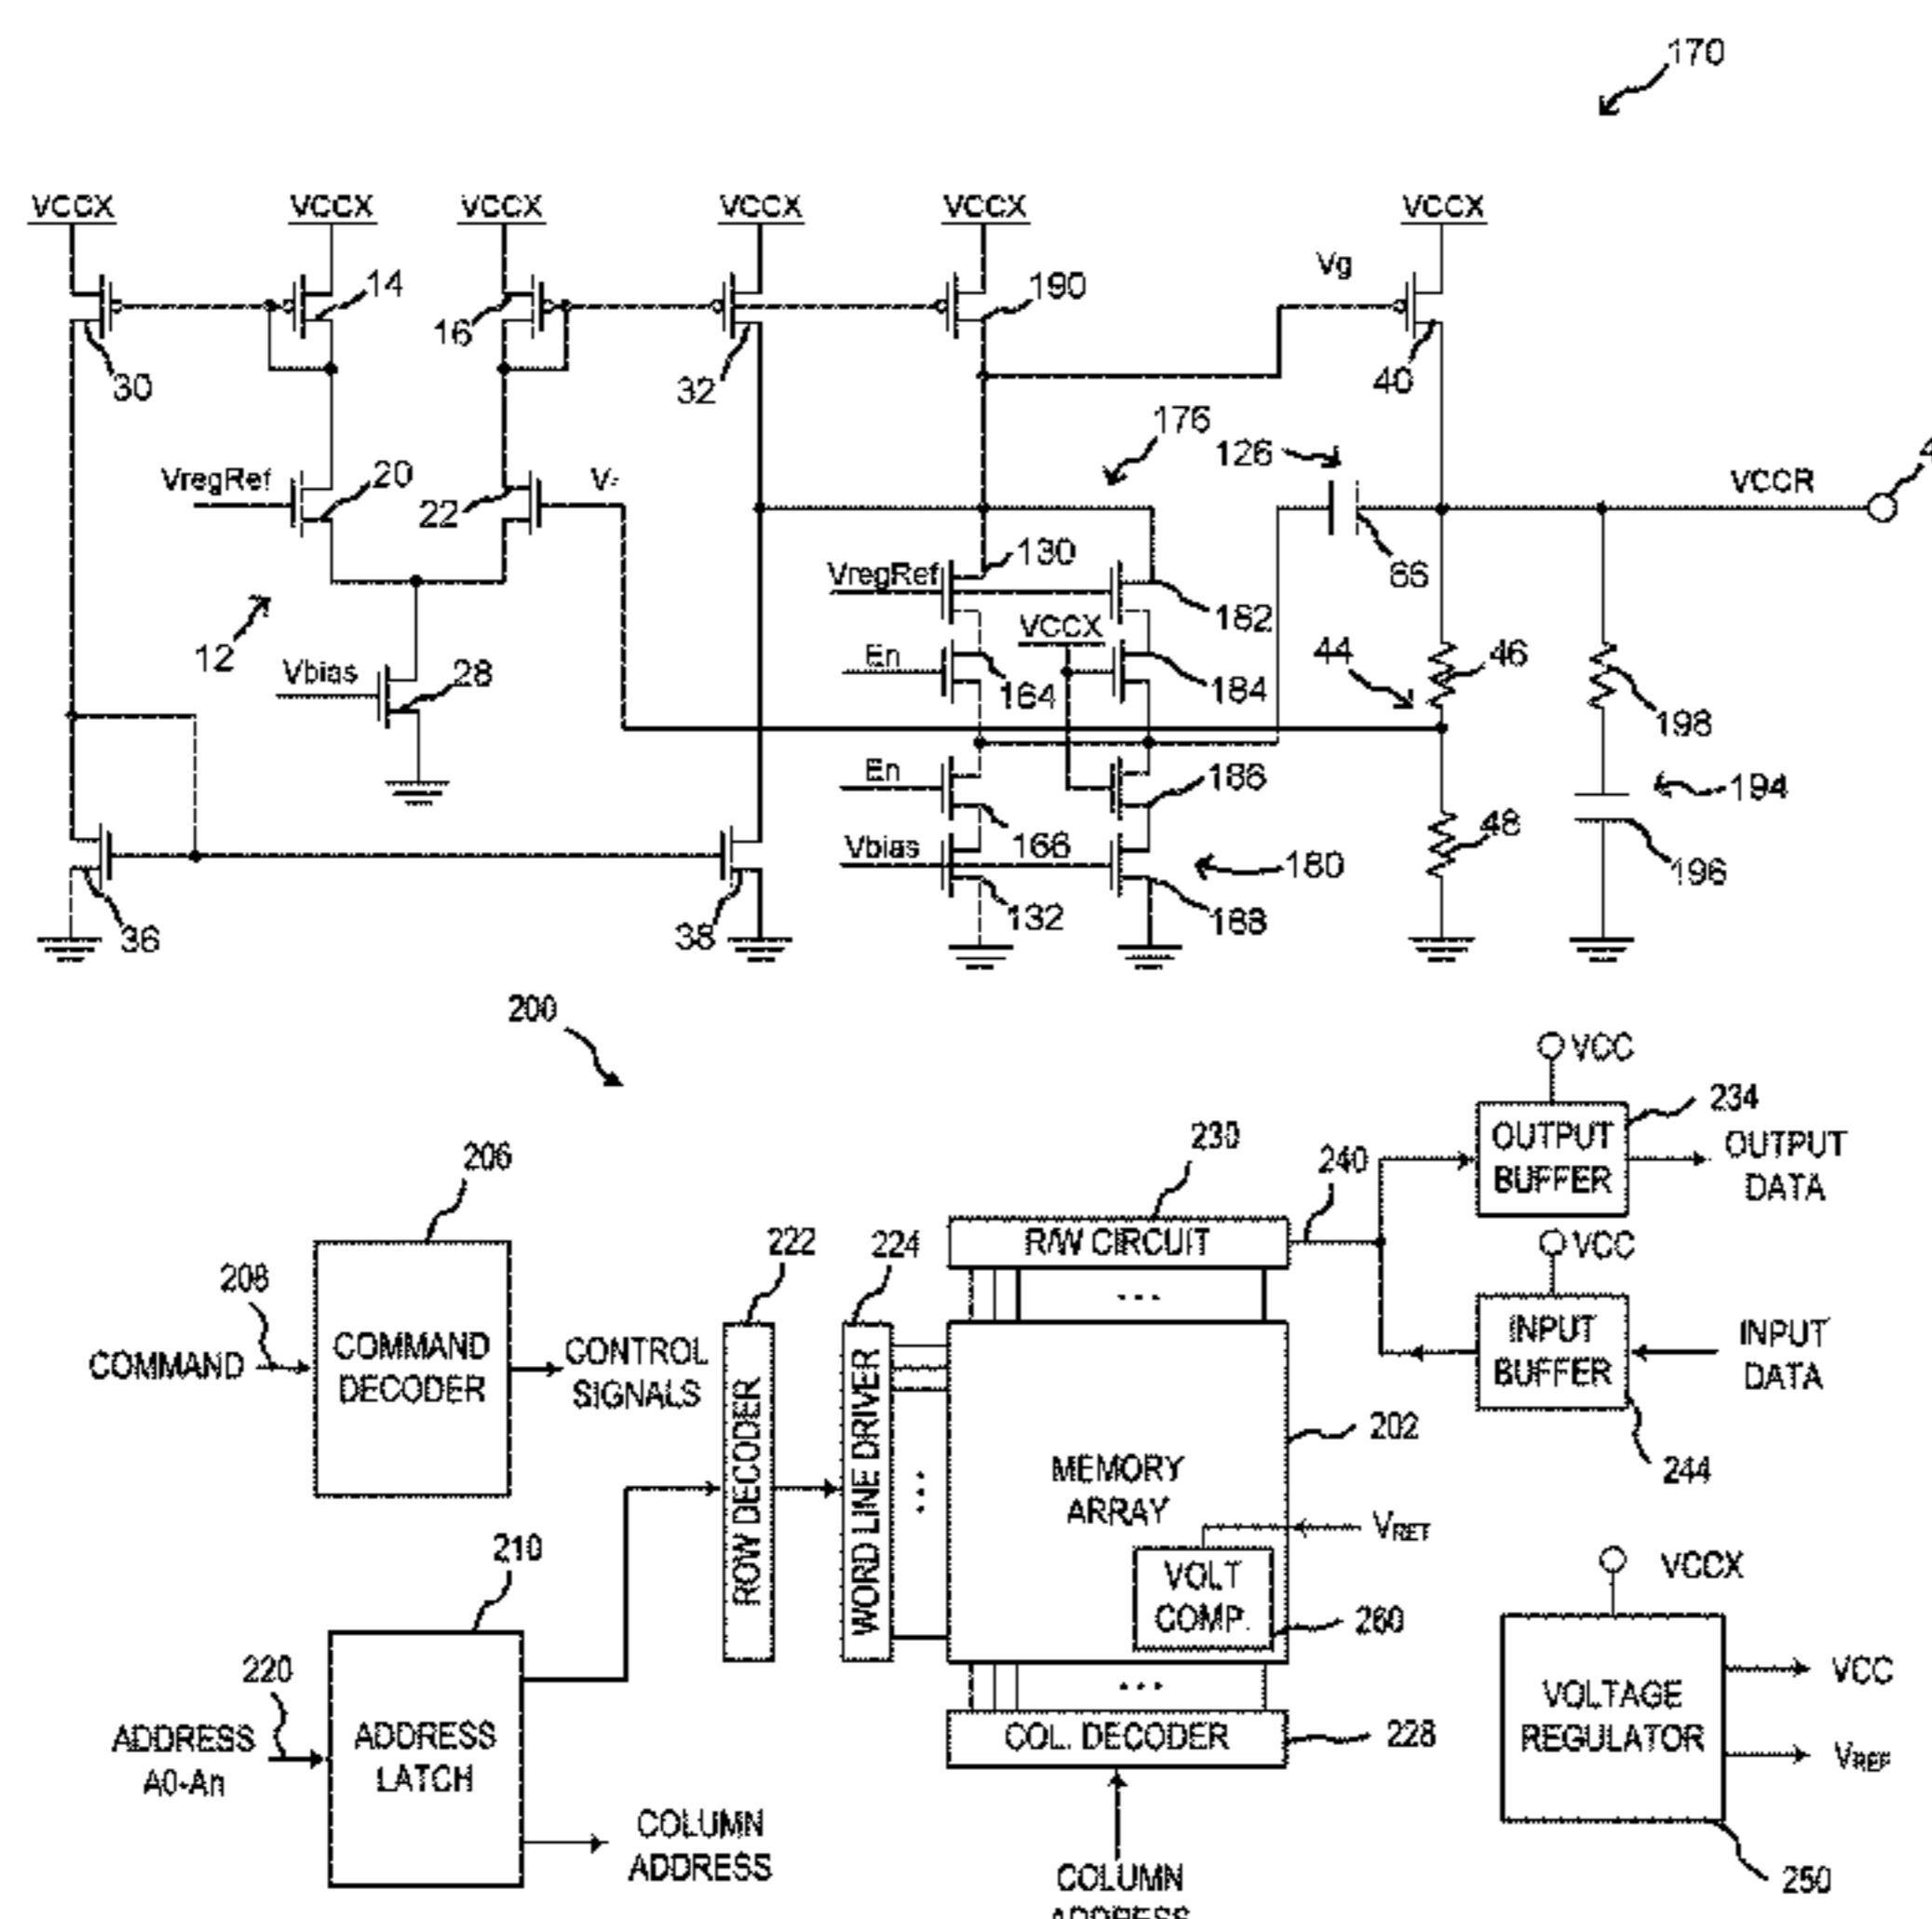 170
VCCX VCCX VCCX VCCX VCCX VCCX
Vg
14 16 190
30 32 40
176
126
VregRef 20 22
VCCR
4
130
VregRef
66
182
VCCX
12
Vbias 28
En
164 184
44 46
198
En
186
194
48
Vbias
166
180
196
36 38 132 188
200
VCC
234
OUTPUT
BUFFER
OUTPUT
DATA
206
230
240
222 224
R/W CIRCUIT
VCC
208
COMMAND
COMMAND
DECODER
CONTROL
SIGNALS
INPUT
BUFFER
INPUT
DATA
ROW DECODER
WORD LINE DRIVER
202
244
MEMORY
ARRAY
210
VOLT
COMP.
260
VCCX
220
ADDRESS
A0-An
ADDRESS
LATCH
VOLTAGE
REGULATOR
VCC
VREF
COL. DECODER
228
COLUMN
ADDRESS
COLUMN
ADDRESS
250